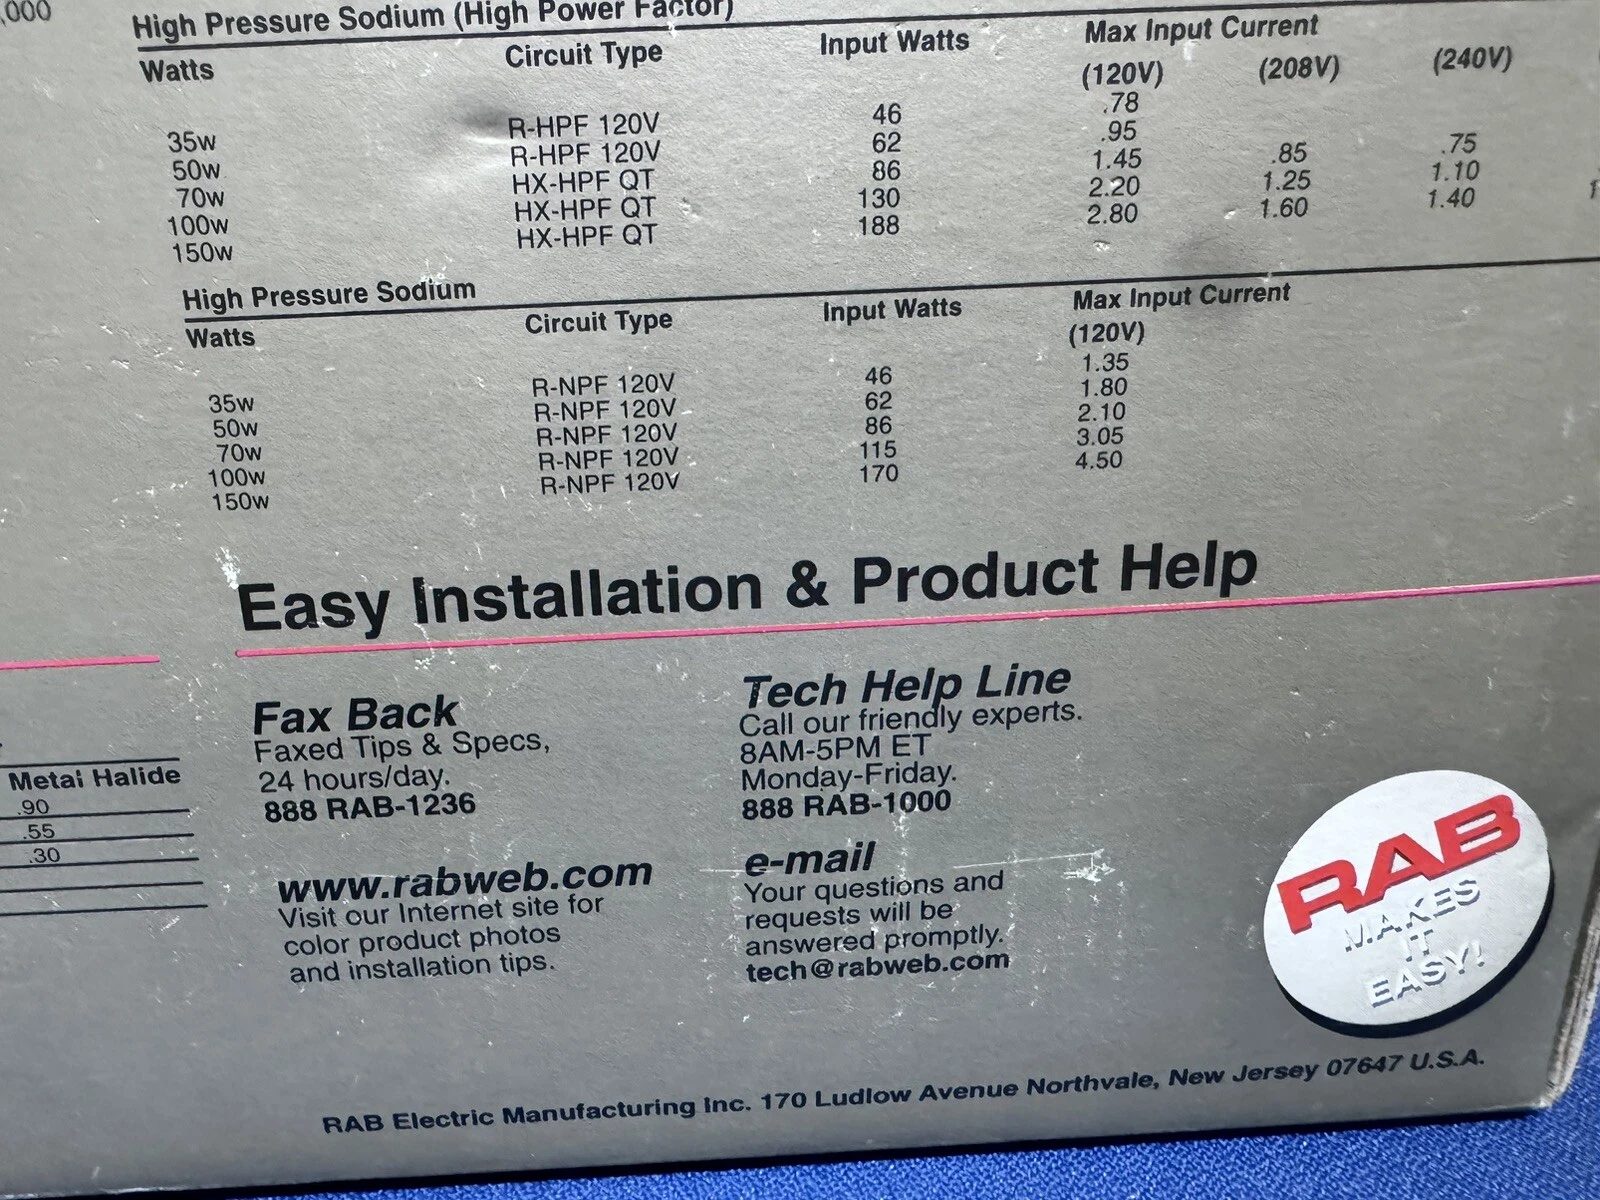 ,000
High Pressure Sodium (High Power Factor)
Watts Circuit Type Input Watts Max Input Current
(120V) (208V) (240V)
35w R-HPF 120V 46 .78
50w R-HPF 120V 62 .95
70w HX-HPF QT 86 1.45 .85 .75
100w HX-HPF QT 130 2.20 1.25 1.10
150w HX-HPF QT 188 2.80 1.60 1.40
High Pressure Sodium
Watts Circuit Type Input Watts Max Input Current
(120V)
35w R-NPF 120V 46 1.35
50w R-NPF 120V 62 1.80
70w R-NPF 120V 86 2.10
100w R-NPF 120V 115 3.05
150w R-NPF 120V 170 4.50
Easy Installation & Product Help
Metal Halide
.90
.55
.30
Fax Back
Faxed Tips & Specs,
24 hours/day.
888 RAB-1236
Tech Help Line
Call our friendly experts.
8AM-5PM ET
Monday-Friday.
888 RAB-1000
www.rabweb.com
Visit our Internet site for
color product photos
and installation tips.
e-mail
Your questions and
requests will be
answered promptly.
tech@rabweb.com
RAB
MAKES
IT
EASY!
RAB Electric Manufacturing Inc. 170 Ludlow Avenue Northvale, New Jersey 07647 U.S.A.